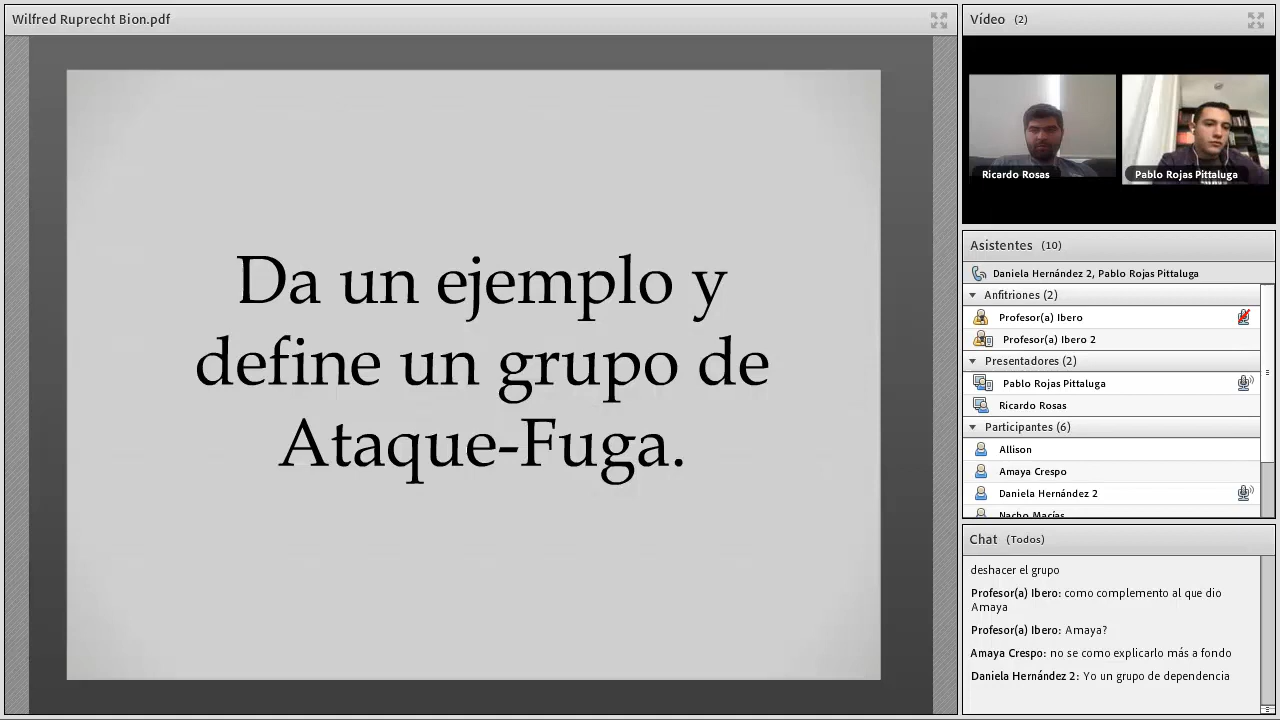 Wilfred Ruprecht Bion.pdf
Da un ejemplo y
define un grupo de
Ataque-Fuga.
Vídeo (2)
Ricardo Rosas
Pablo Rojas Pittaluga
Asistentes (10)
Daniela Hernández 2, Pablo Rojas Pittaluga
Anfitriones (2)
Profesor(a) Ibero
Profesor(a) Ibero 2
Presentadores (2)
Pablo Rojas Pittaluga
Ricardo Rosas
Participantes (6)
Allison
Amaya Crespo
Daniela Hernández 2
Nacho Macías
Chat (Todos)
deshacer el grupo
Profesor(a) Ibero: como complemento al que dio
Amaya
Profesor(a) Ibero: Amaya?
Amaya Crespo: no se como explicarlo más a fondo
Daniela Hernández 2: Yo un grupo de dependencia